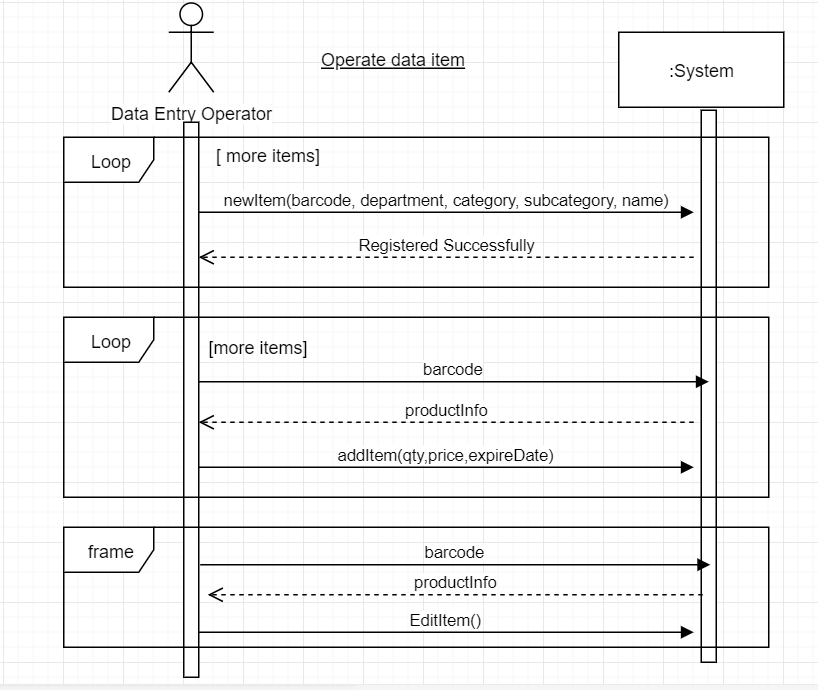 Operate data item
:System
Data Entry Operator
Loop
[ more items]
newItem(barcode, department, category, subcategory, name)
Registered Successfully
Loop
[more items]
barcode
productInfo
addItem(qty,price,expireDate)
frame
barcode
productInfo
EditItem()